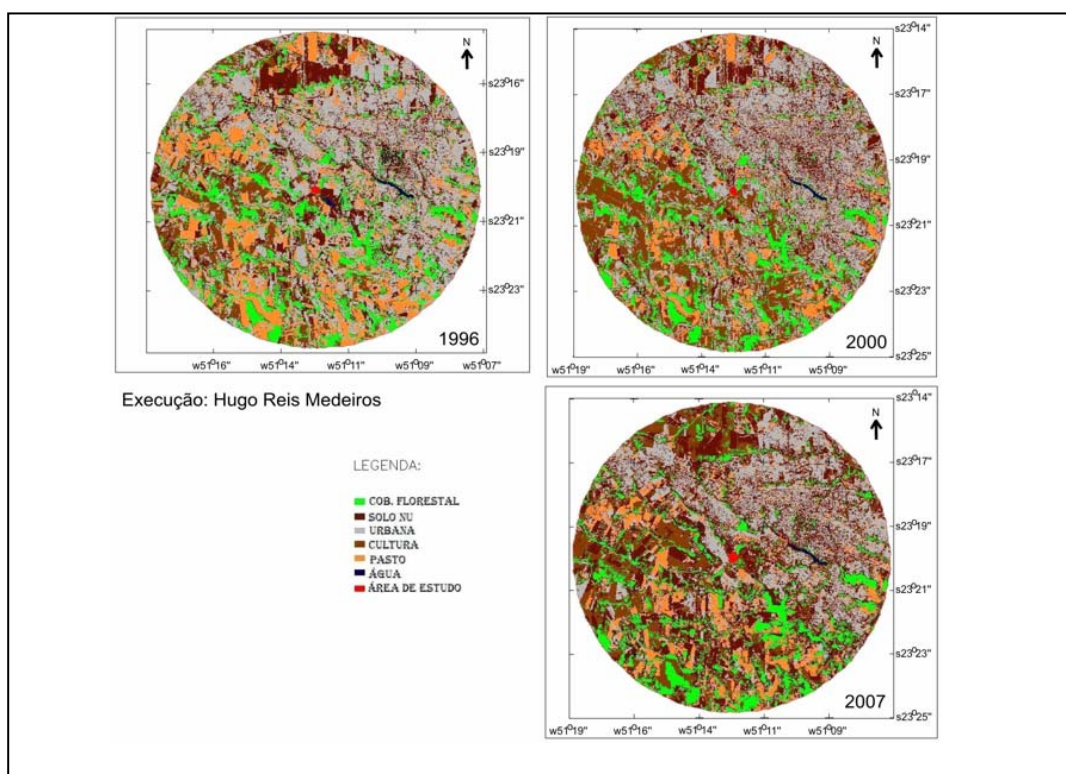 N
s23°16"
s23°19"
s23°21"
s23°23"
1996
w51°16" w51°14" w51°11" w51°09" w51°07"
N
s23°14"
s23°17"
s23°19"
s23°21"
s23°23"
s23°25"
2000
w51°19" w51°16" w51°14" w51°11" w51°09"
Execução: Hugo Reis Medeiros
LEGENDA:
COB. FLORESTAL
SOLO NU
URBANA
CULTURA
PASTO
ÁGUA
ÁREA DE ESTUDO
N
s23°14"
s23°17"
s23°19"
s23°21"
s23°23"
s23°25"
2007
w51°19" w51°16" w51°14" w51°11" w51°09"